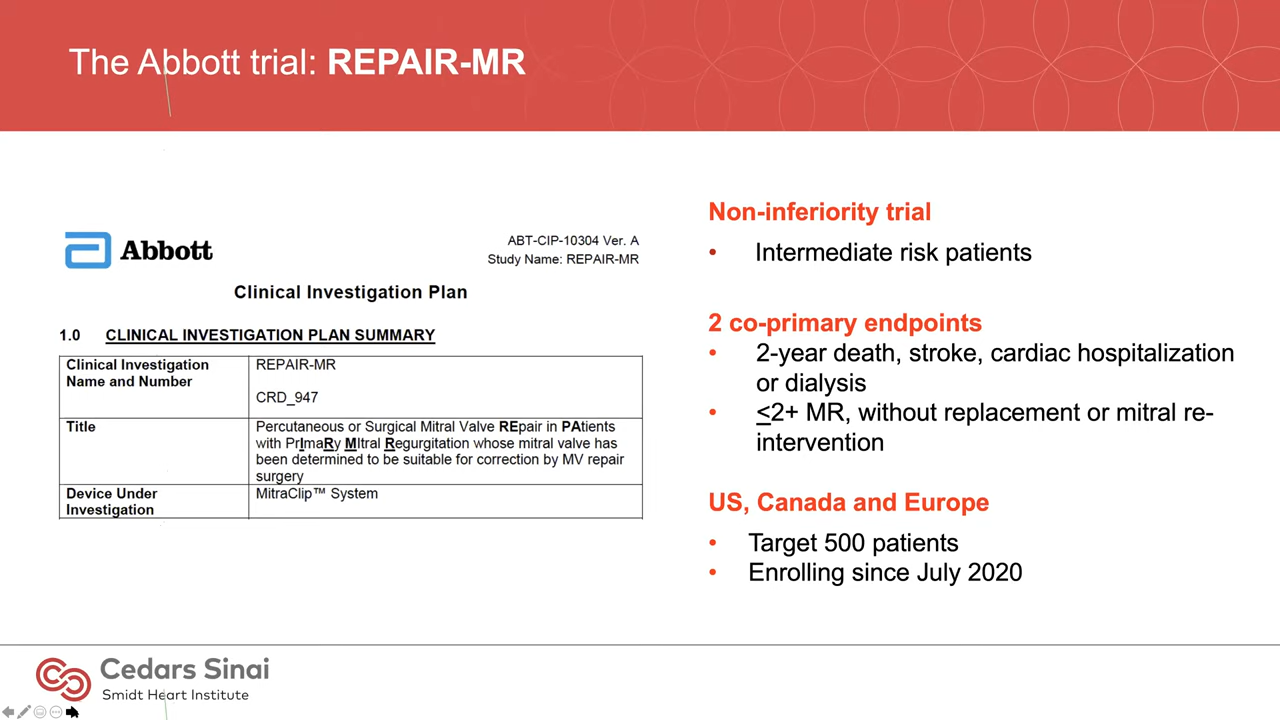 The Abbott trial: REPAIR-MR
Abbott
ABT-CIP-10304 Ver. A
Study Name: REPAIR-MR
Clinical Investigation Plan
1.0 CLINICAL INVESTIGATION PLAN SUMMARY
Clinical Investigation
Name and Number
REPAIR-MR
CRD_947
Title
Percutaneous or Surgical Mitral Valve REpair in PAtients
with PrImaRy MItral Regurgitation whose mitral valve has
been determined to be suitable for correction by MV repair
surgery
Device Under
Investigation
MitraClip™ System
Non-inferiority trial
• Intermediate risk patients
2 co-primary endpoints
• 2-year death, stroke, cardiac hospitalization
or dialysis
• ≤2+ MR, without replacement or mitral re-
intervention
US, Canada and Europe
• Target 500 patients
• Enrolling since July 2020
Cedars Sinai
Smidt Heart Institute